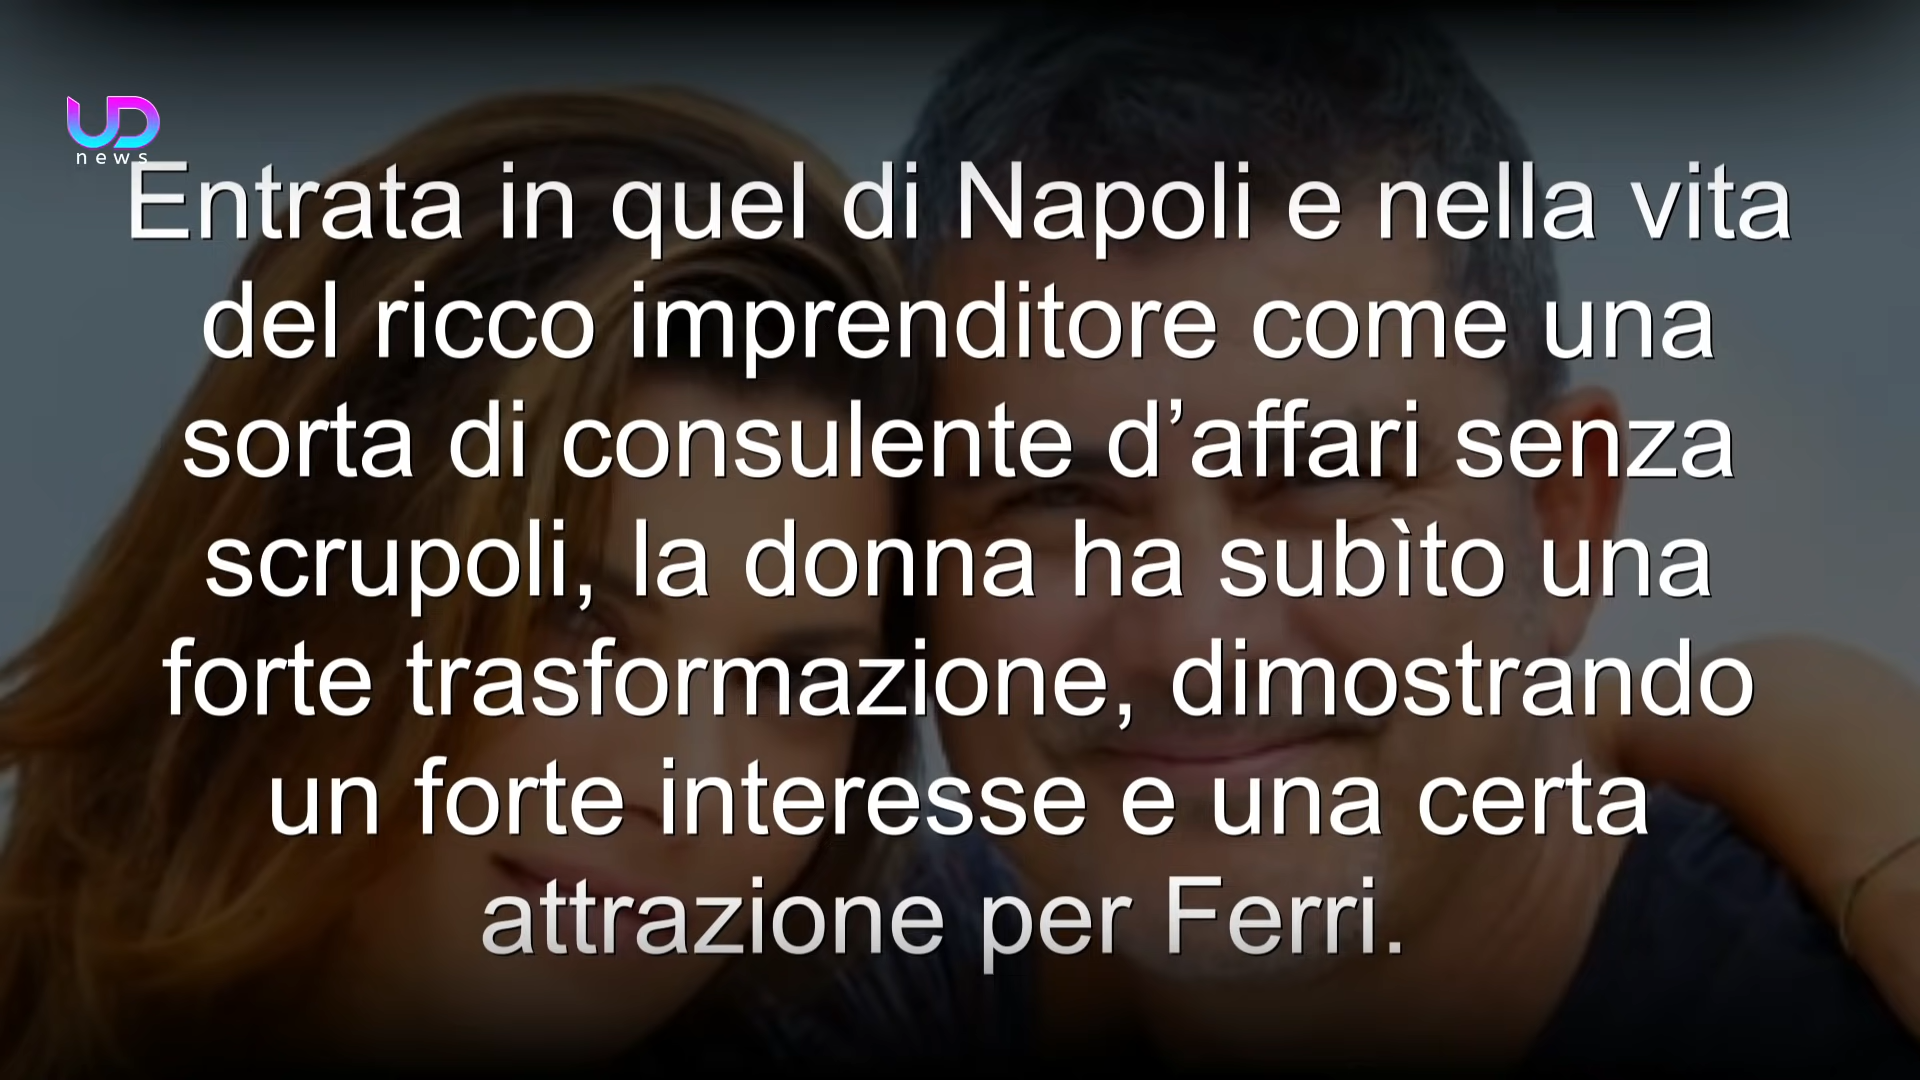 UD
news
Entrata in quel di Napoli e nella vita
del ricco imprenditore come una
sorta di consulente d’affari senza
scrupoli, la donna ha subìto una
forte trasformazione, dimostrando
un forte interesse e una certa
attrazione per Ferri.